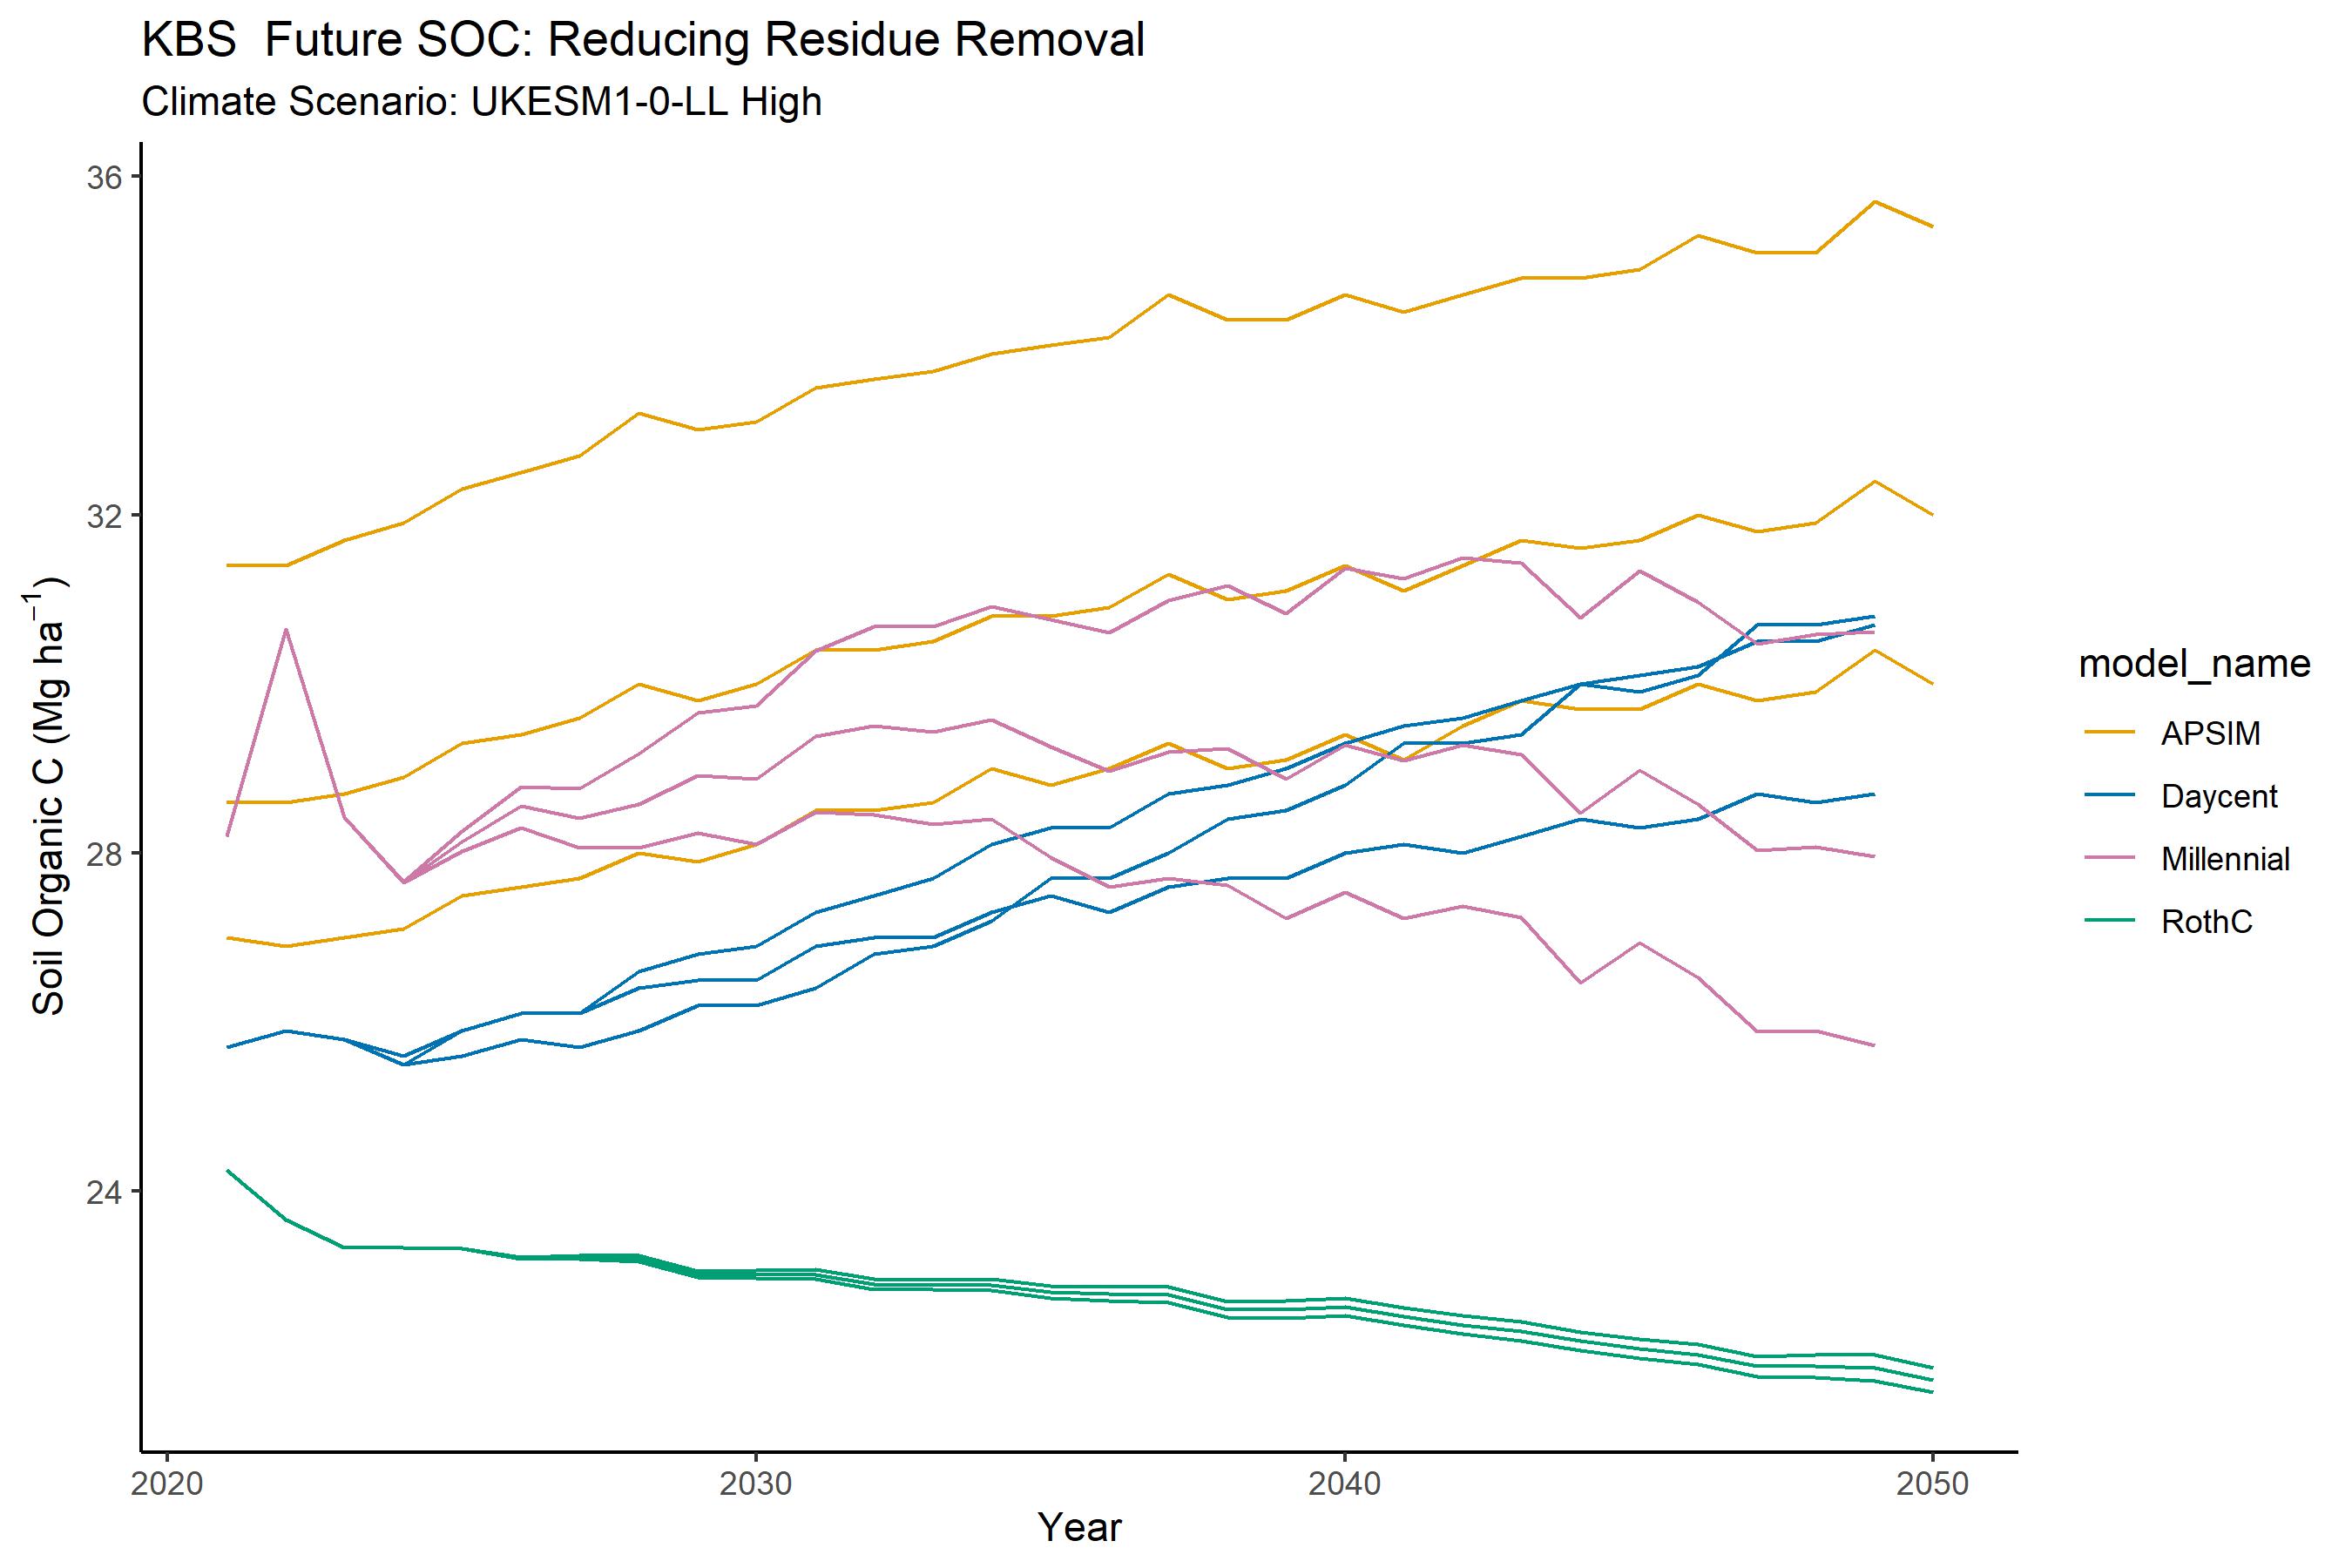 KBS  Future SOC: Reducing Residue Removal
Climate Scenario: UKESM1-0-LL High
36
32
28
24
Soil Organic C (Mg ha⁻¹)
2020 2030 2040 2050
Year
model_name
APSIM
Daycent
Millennial
RothC